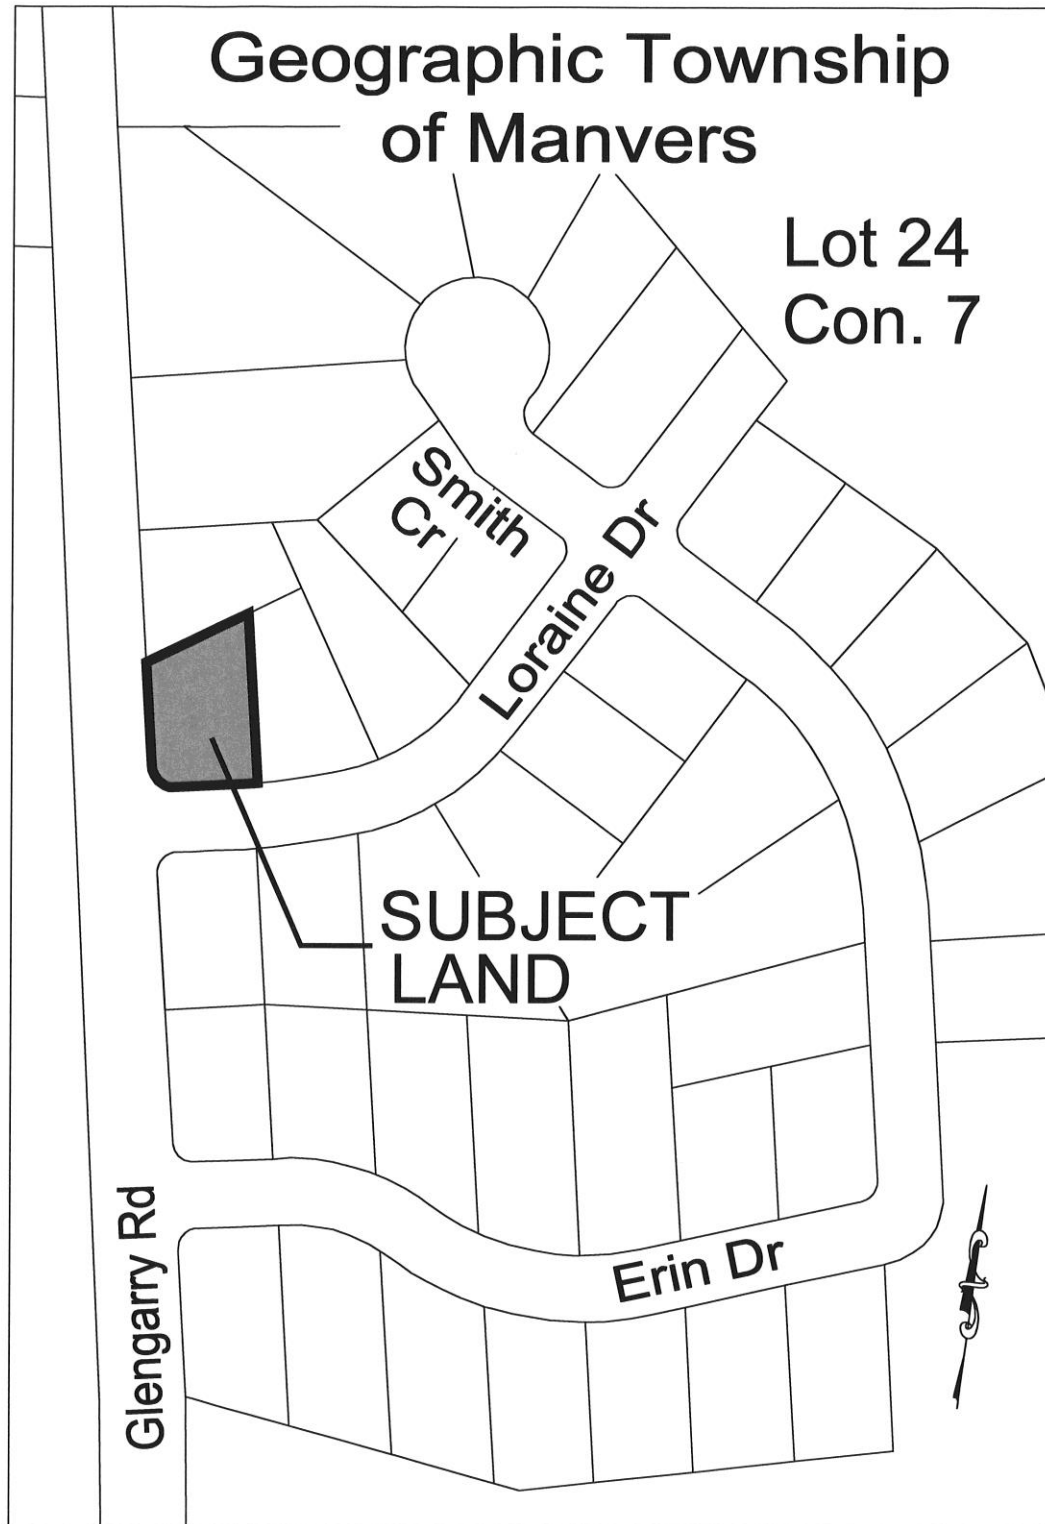 Geographic Township
of Manvers
Lot 24
Con. 7
Smith
Cr
Loraine Dr
SUBJECT
LAND
Glengarry Rd
Erin Dr